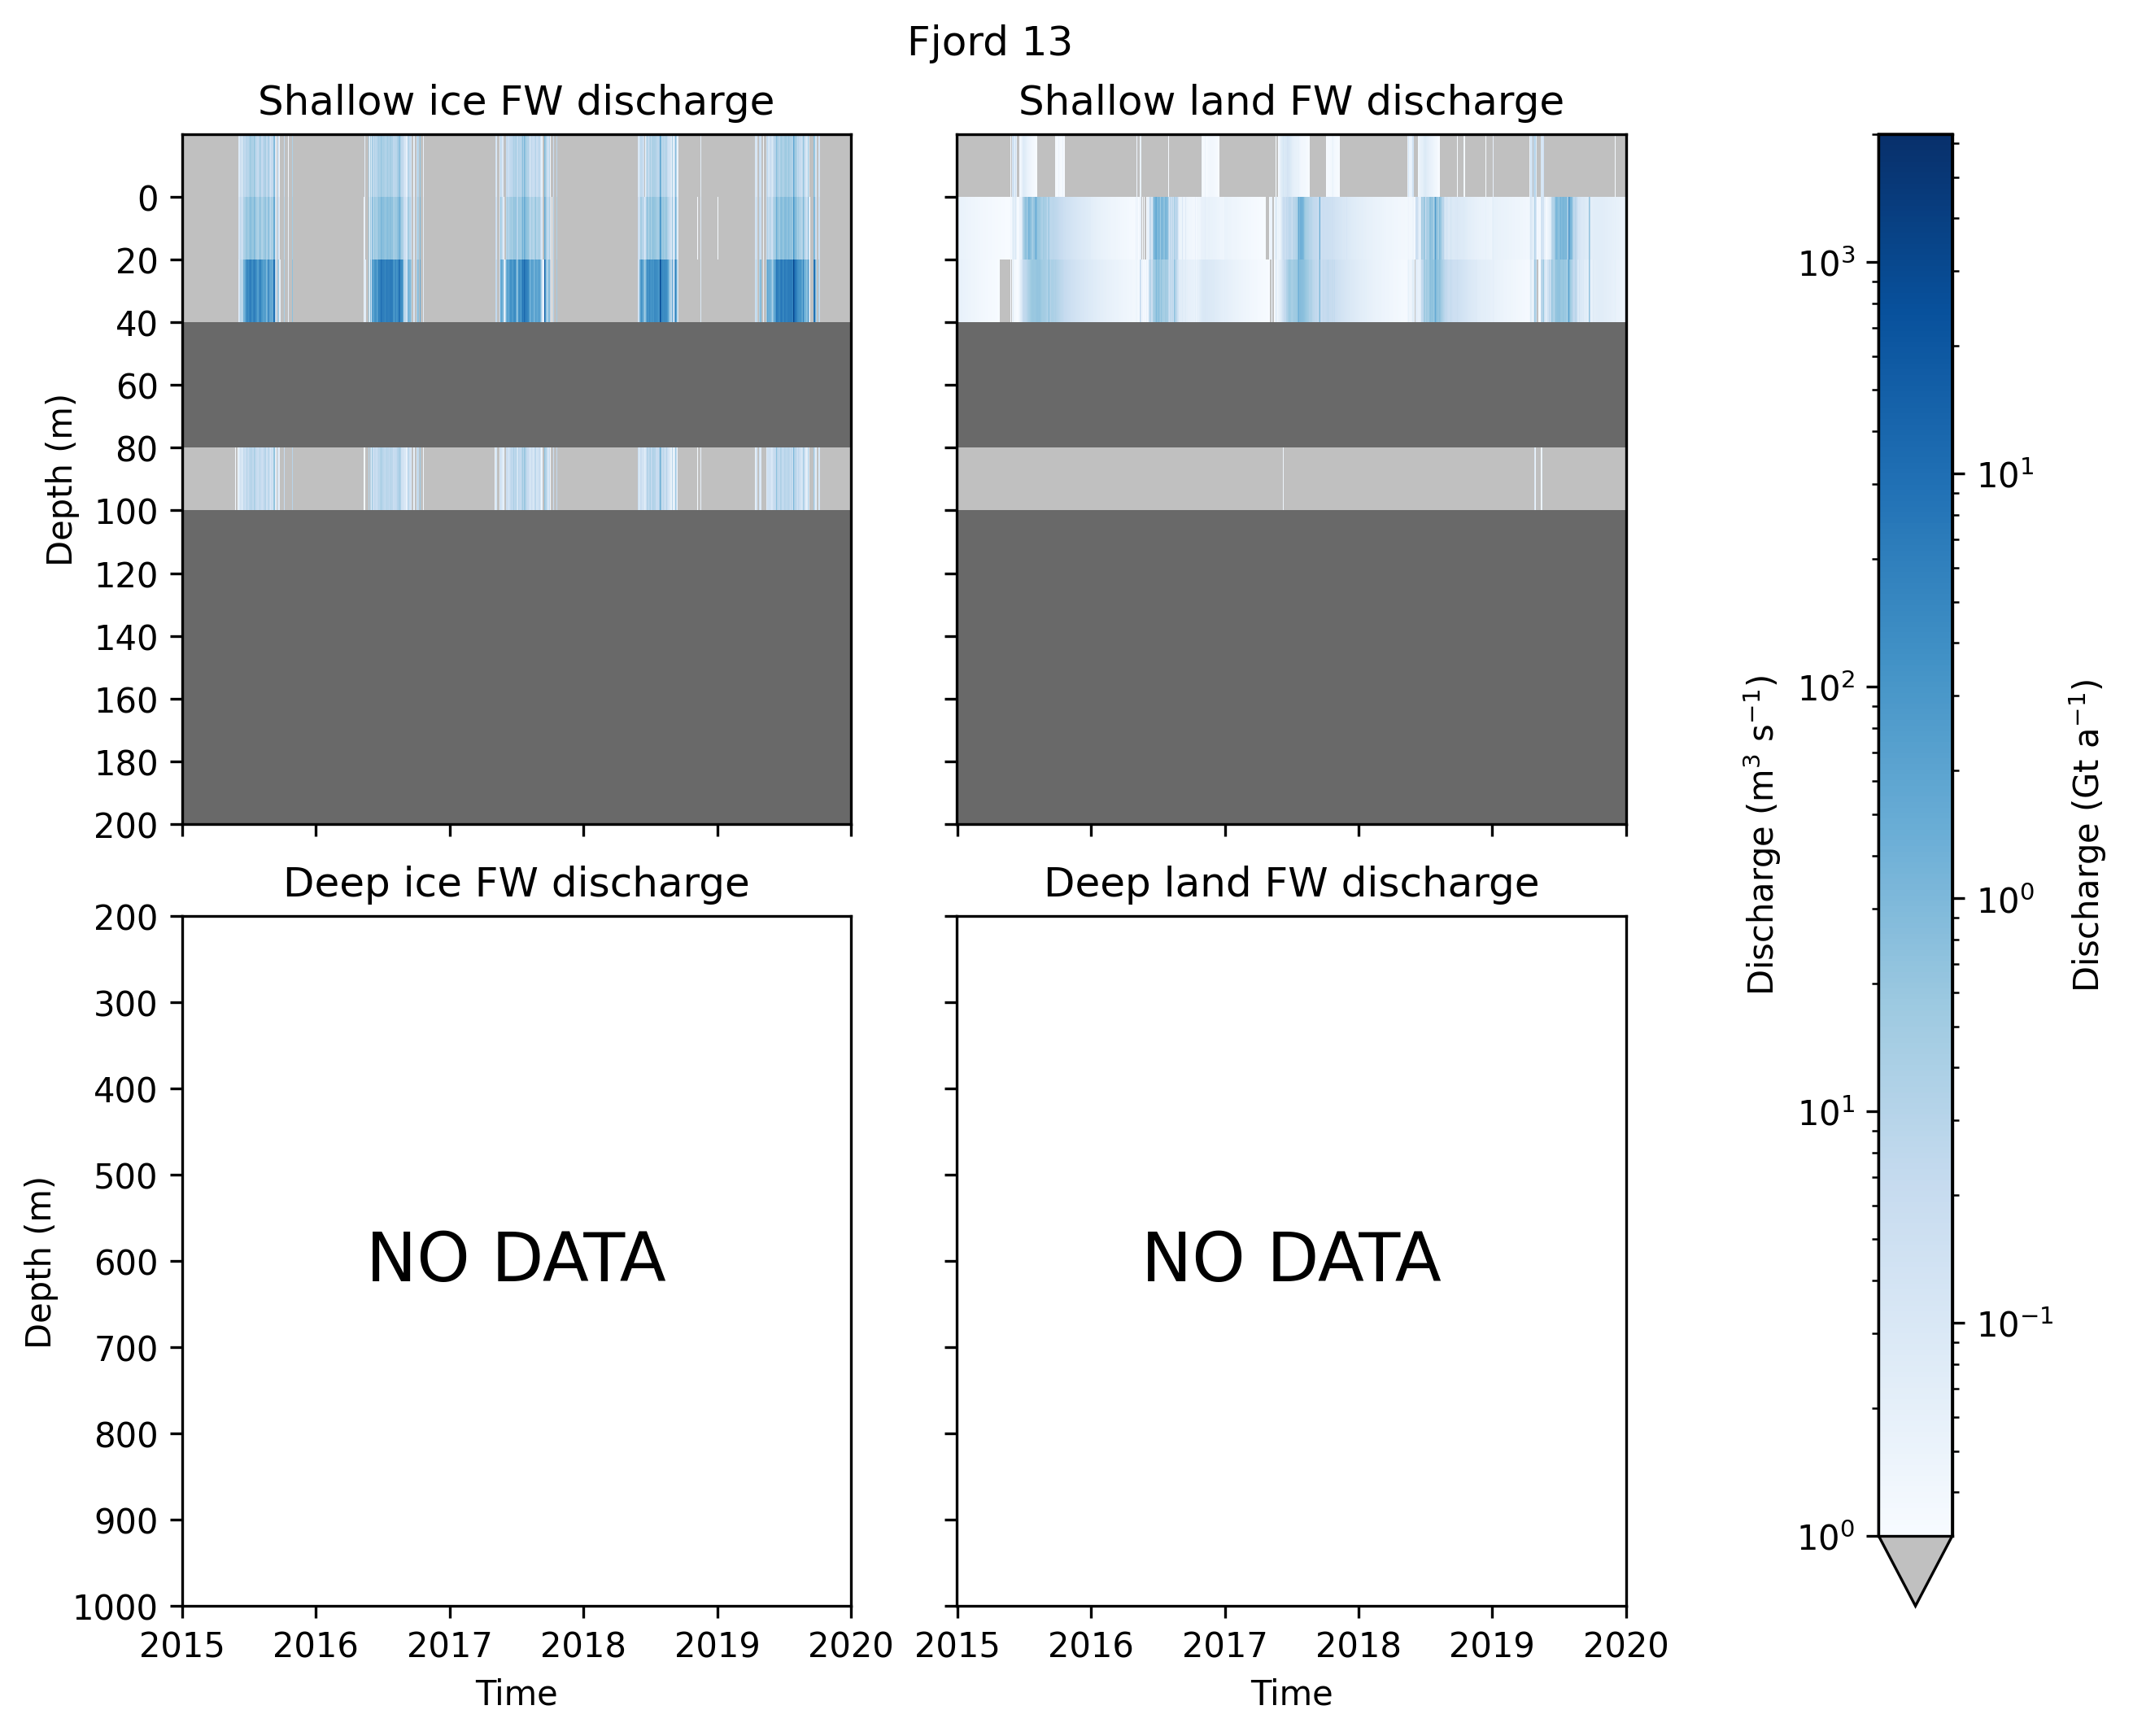 Fjord 13
Shallow ice FW discharge
Shallow land FW discharge
0
20
40
60
80
100
120
140
160
180
200
Depth (m)
Deep ice FW discharge
Deep land FW discharge
200
300
400
500
600
700
800
900
1000
Depth (m)
NO DATA
NO DATA
2015 2016 2017 2018 2019 2020
2015 2016 2017 2018 2019 2020
Time
Time
10³
10²
10¹
10⁰
Discharge (m³ s⁻¹)
10¹
10⁰
10⁻¹
Discharge (Gt a⁻¹)